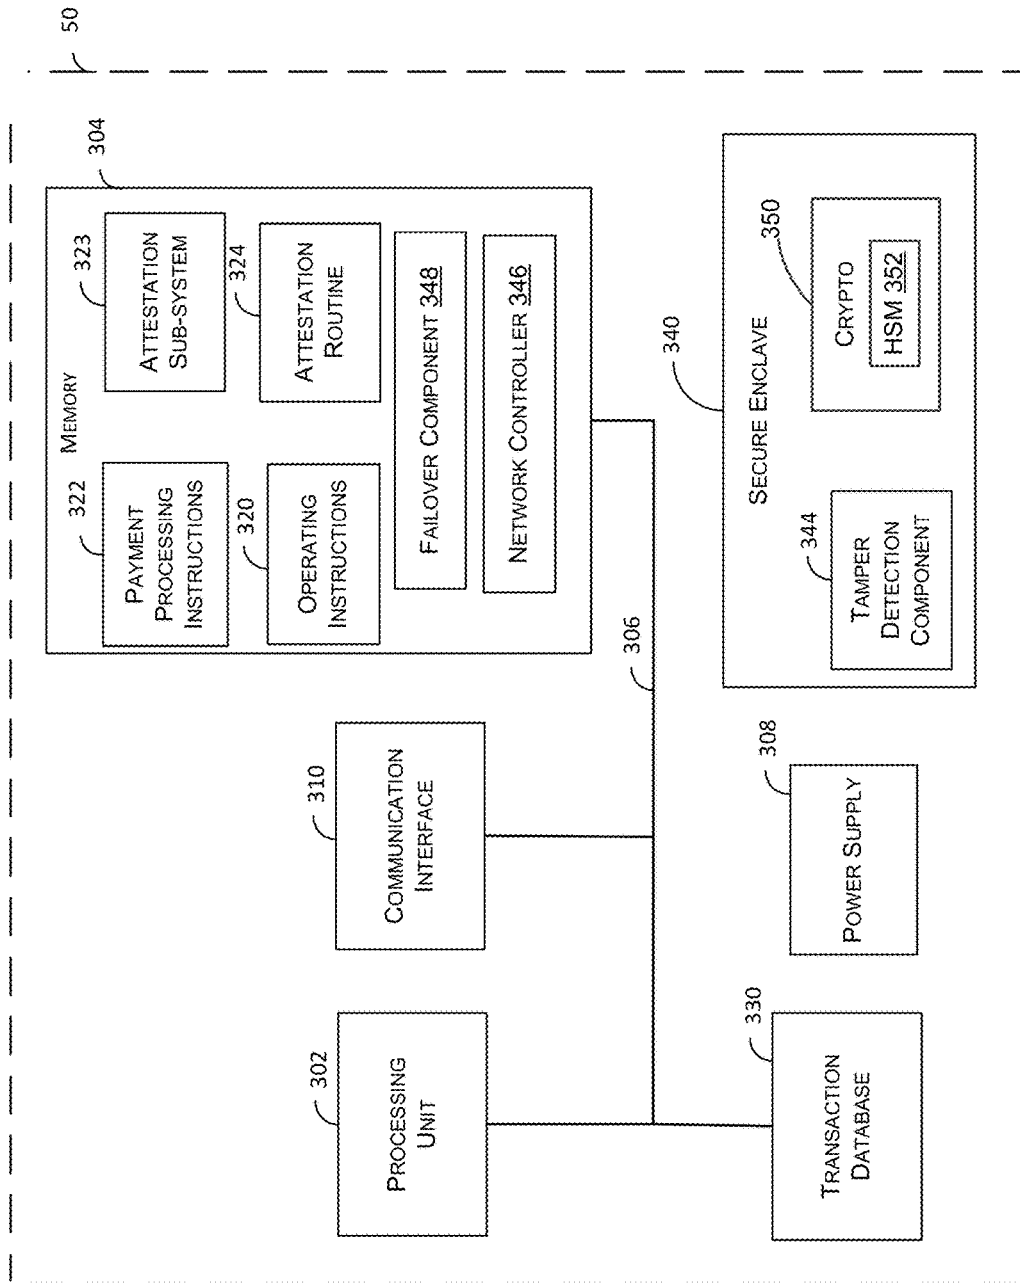 50
304
MEMORY
322
PAYMENT
PROCESSING
INSTRUCTIONS
323
ATTESTATION
SUB-SYSTEM
320
OPERATING
INSTRUCTIONS
324
ATTESTATION
ROUTINE
FAILOVER COMPONENT 348
NETWORK CONTROLLER 346
302
PROCESSING
UNIT
310
COMMUNICATION
INTERFACE
306
330
TRANSACTION
DATABASE
308
POWER SUPPLY
340
SECURE ENCLAVE
344
TAMPER
DETECTION
COMPONENT
350
CRYPTO
HSM 352